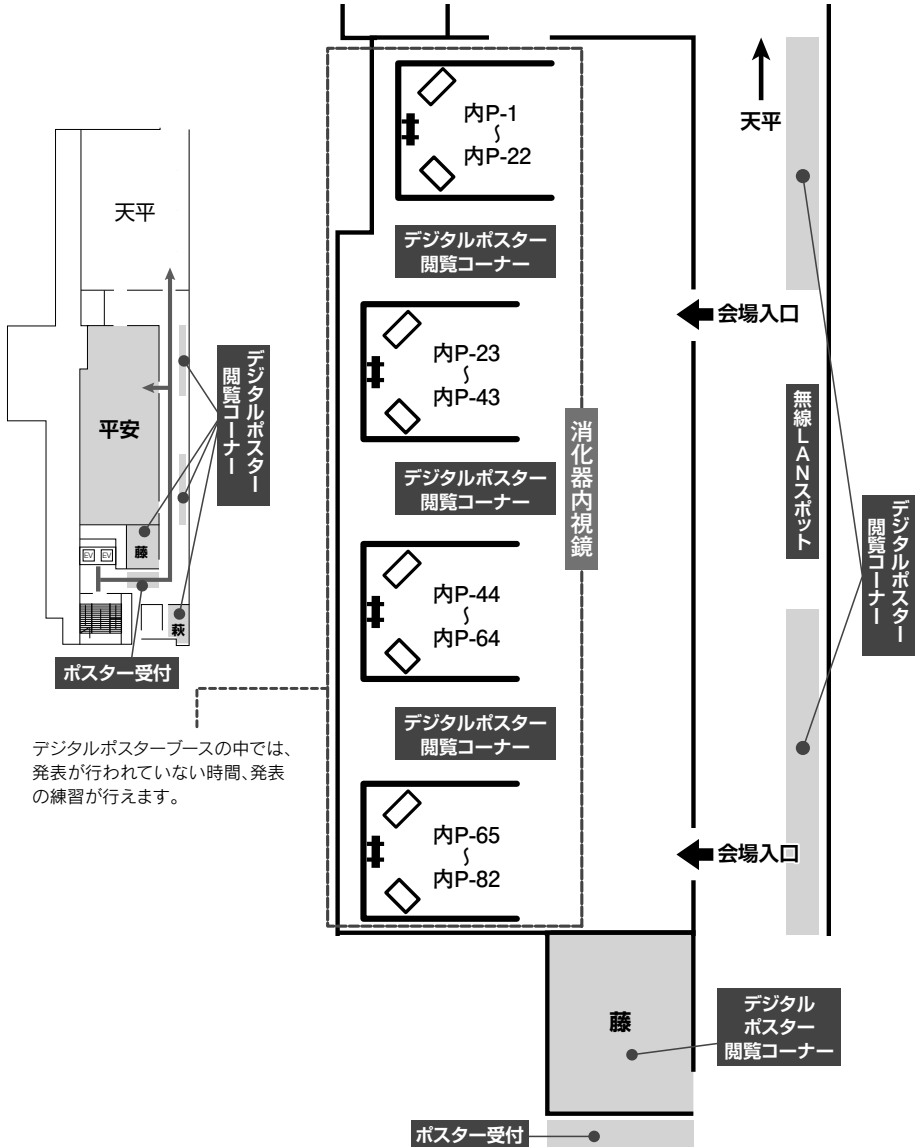 天平
平安
藤
EV
EV
萩
デジタルポスター
閲覧コーナー
ポスター受付
デジタルポスターブースの中では、
発表が行われていない時間、発表
の練習が行えます。
内P-1
〜
内P-22
デジタルポスター
閲覧コーナー
内P-23
〜
内P-43
デジタルポスター
閲覧コーナー
内P-44
〜
内P-64
デジタルポスター
閲覧コーナー
内P-65
〜
内P-82
消化器内視鏡
天平
会場入口
無線LANスポット
デジタルポスター
閲覧コーナー
会場入口
藤
デジタル
ポスター
閲覧コーナー
ポスター受付